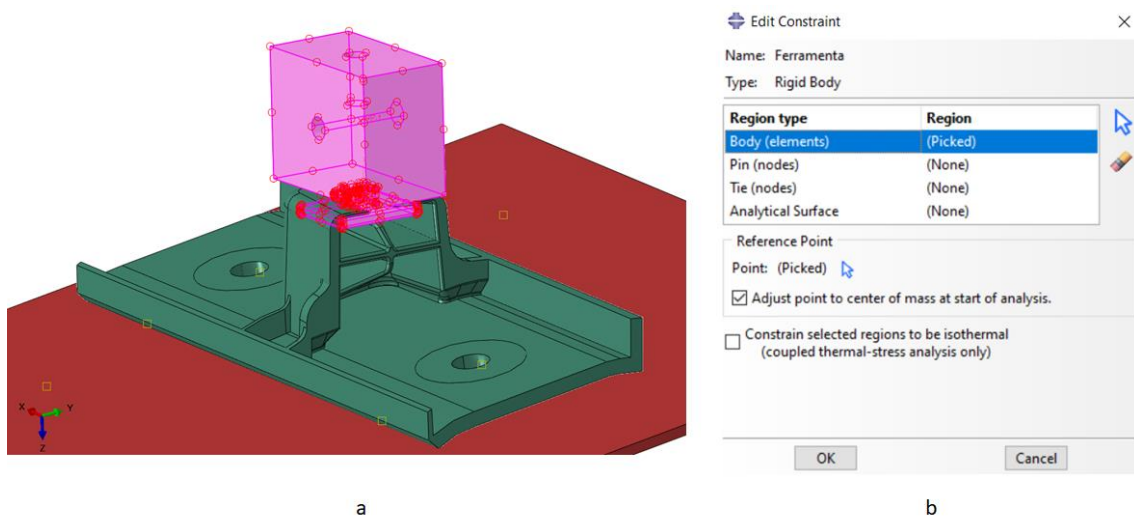 Edit Constraint
Name: Ferramenta
Type: Rigid Body
Region type Region
Body (elements) (Picked)
Pin (nodes) (None)
Tie (nodes) (None)
Analytical Surface (None)
Reference Point
Point: (Picked)
Adjust point to center of mass at start of analysis.
Constrain selected regions to be isothermal
(coupled thermal-stress analysis only)
OK Cancel
X Y
Z
a b